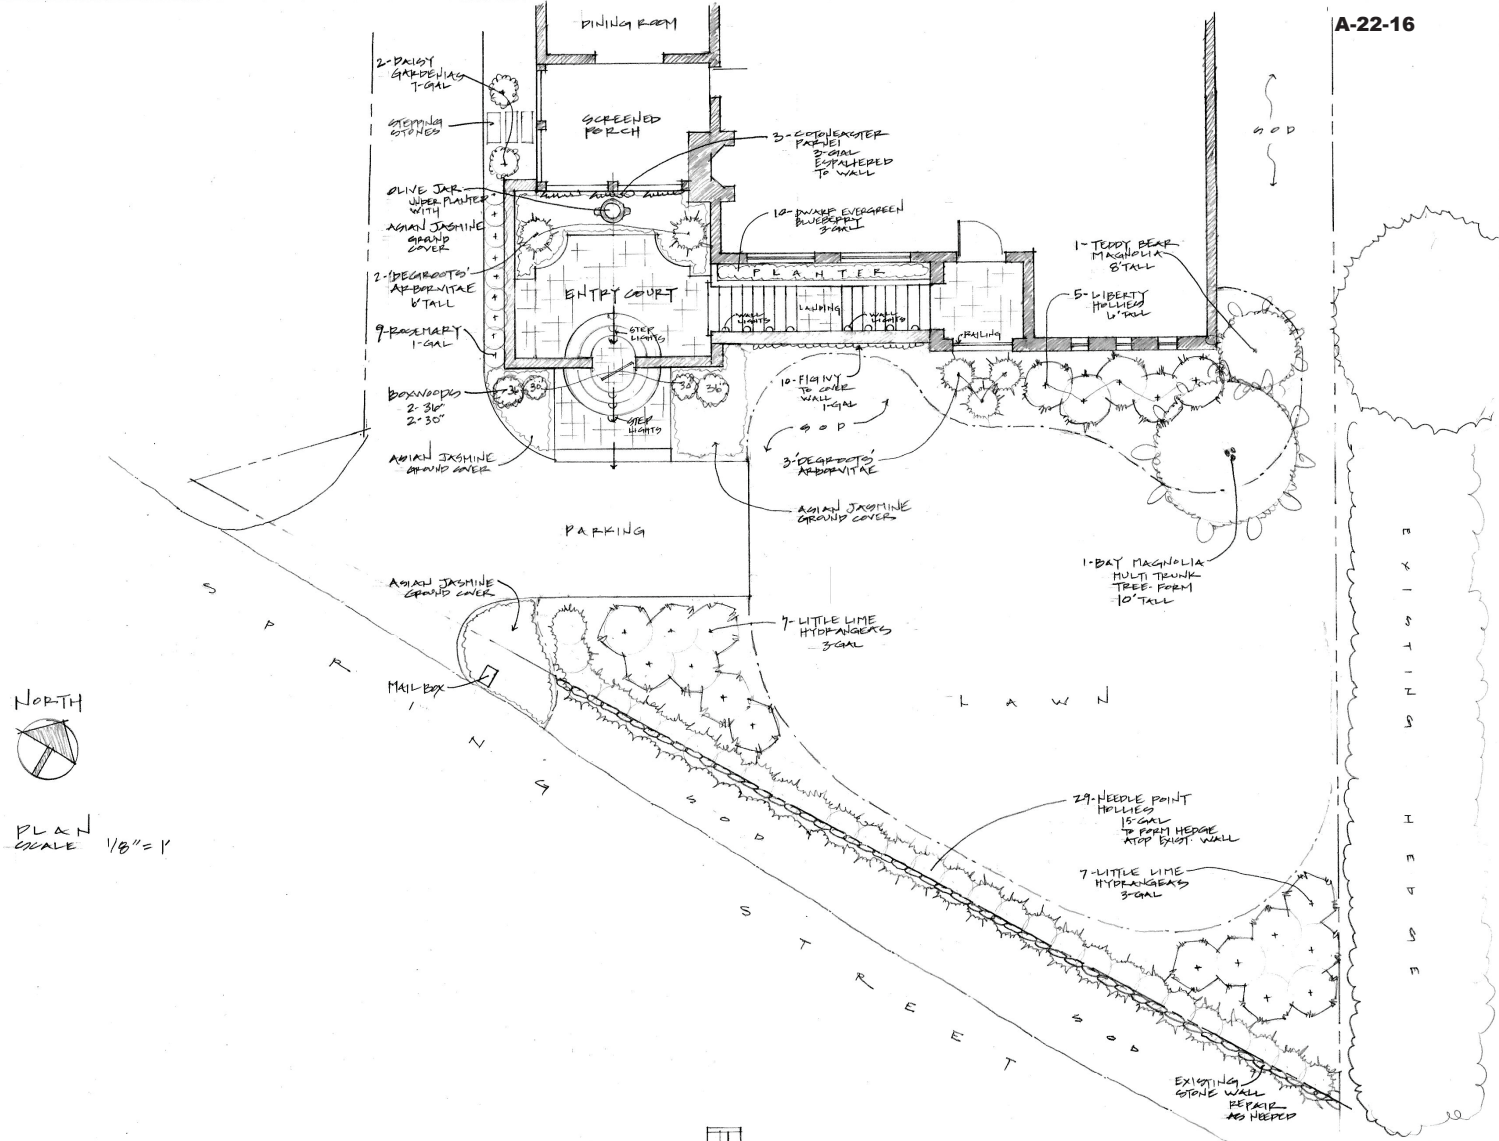 A-22-16
DINING ROOM
2-DAISY
GARDENIAS
7-GAL
STEPPING
STONES
SCREENED
PORCH
3-COTONEASTER
PARNEI
3-GAL
ESPALIERED
TO WALL
SOD
OLIVE JAR
UNDER PLANTER
WITH
ASIAN JASMINE
GROUND
COVER
10-DWARF EVERGREEN
BLUEBERRY
3-GAL
1-TEDDY BEAR
MAGNOLIA
8' TALL
2-'DEGROOTS'
ARBORVITAE
6' TALL
PLANTER
ENTRY COURT
LANDING
WALL
LIGHTS
WALL
LIGHTS
5-LIBERTY
HOLLIES
6' TALL
9-ROSEMARY
1-GAL
STEP
LIGHTS
RAILING
BOXWOODS
2-36"
2-30"
36"
30"
30"
36"
10-FIG IVY
TO COVER
WALL
1-GAL
SOD
STEP
LIGHTS
ASIAN JASMINE
GROUND COVER
3-'DEGROOTS'
ARBORVITAE
ASIAN JASMINE
GROUND COVER
PARKING
1-BAY MAGNOLIA
MULTI TRUNK
TREE-FORM
10' TALL
EXISTING HEDGE
ASIAN JASMINE
GROUND COVER
7-LITTLE LIME
HYDRANGEAS
3-GAL
MAILBOX
LAWN
NORTH
SPRING STREET
SOD
PLAN
SCALE 1/8"=1'
29-NEEDLE POINT
HOLLIES
15-GAL
TO FORM HEDGE
ATOP EXIST. WALL
7-LITTLE LIME
HYDRANGEAS
3-GAL
SOD
EXISTING
STONE WALL
REPAIR
AS NEEDED